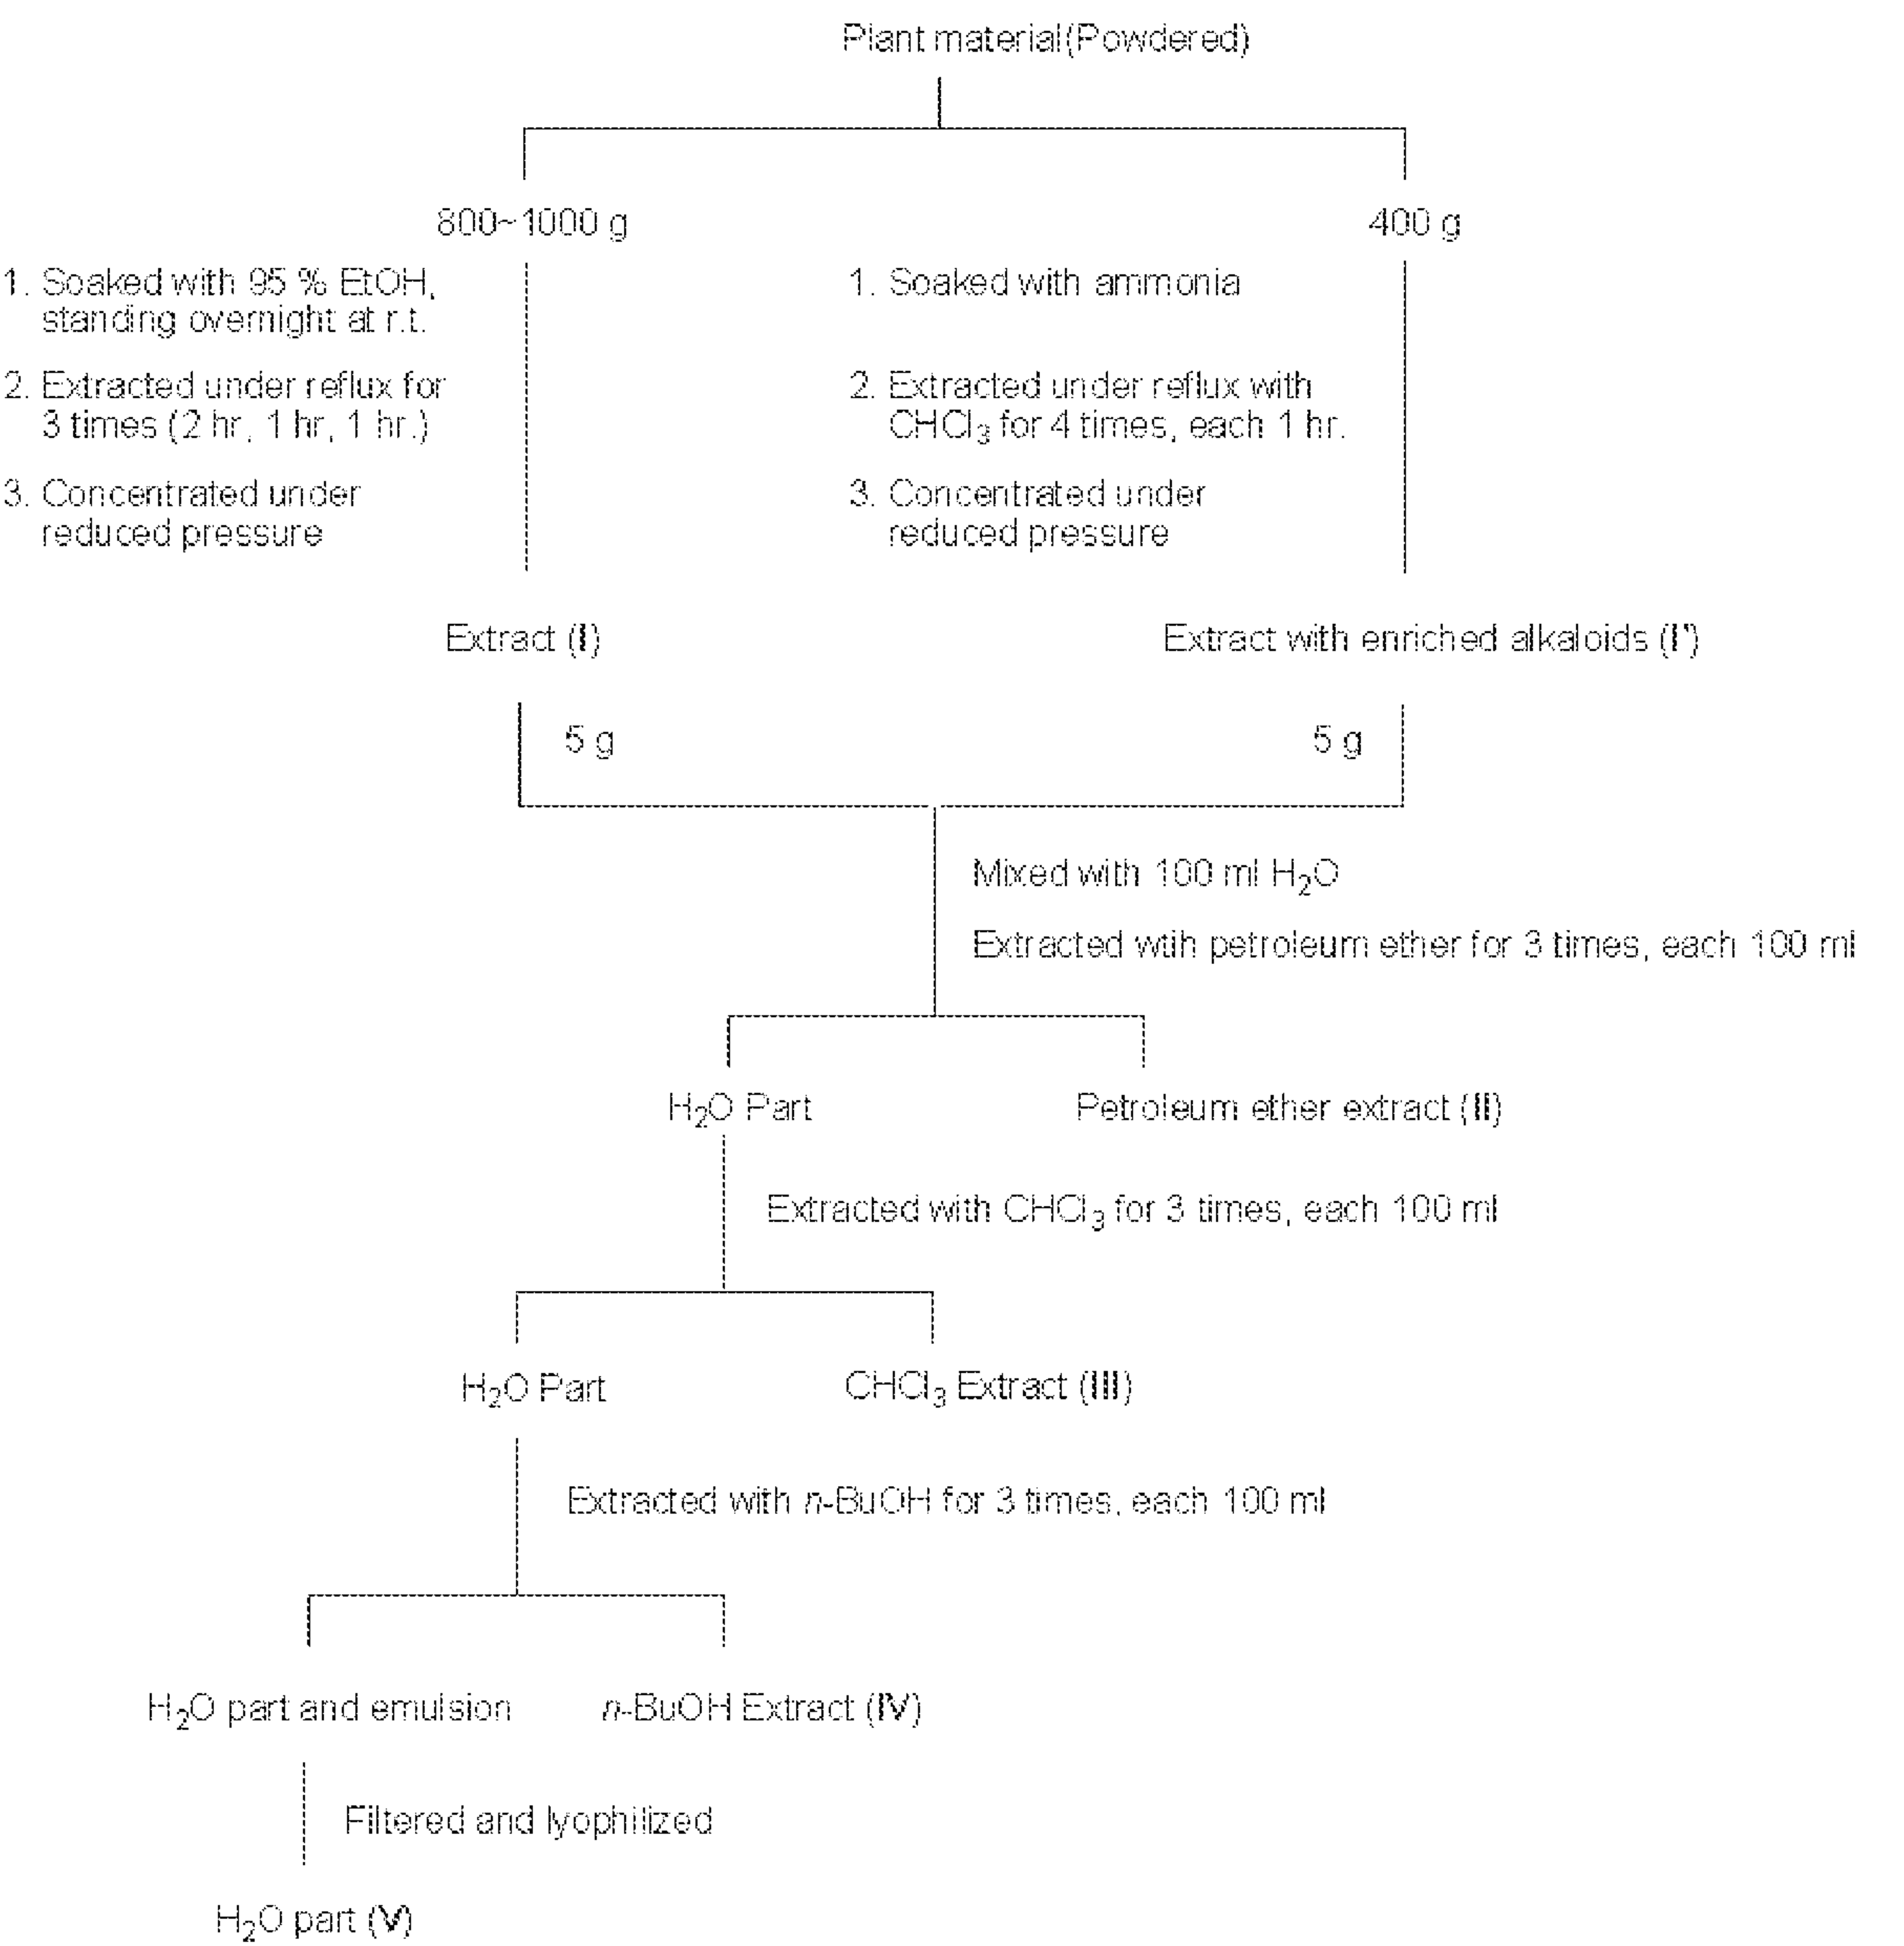 Plant material(Powdered)
800~1000 g
400 g
1. Soaked with 95 % EtOH,
standing overnight at r.t.
2. Extracted under reflux for
3 times (2 hr, 1 hr, 1 hr.)
3. Concentrated under
reduced pressure
1. Soaked with ammonia
2. Extracted under reflux with
CHCl₃ for 4 times, each 1 hr.
3. Concentrated under
reduced pressure
Extract (I)
Extract with enriched alkaloids (I')
5 g
5 g
Mixed with 100 ml H₂O
Extracted wtih petroleum ether for 3 times, each 100 ml
H₂O Part
Petroleum ether extract (II)
Extracted with CHCl₃ for 3 times, each 100 ml
H₂O Part
CHCl₃ Extract (III)
Extracted with n-BuOH for 3 times, each 100 ml
H₂O part and emulsion
n-BuOH Extract (IV)
Filtered and lyophilized
H₂O part (V)